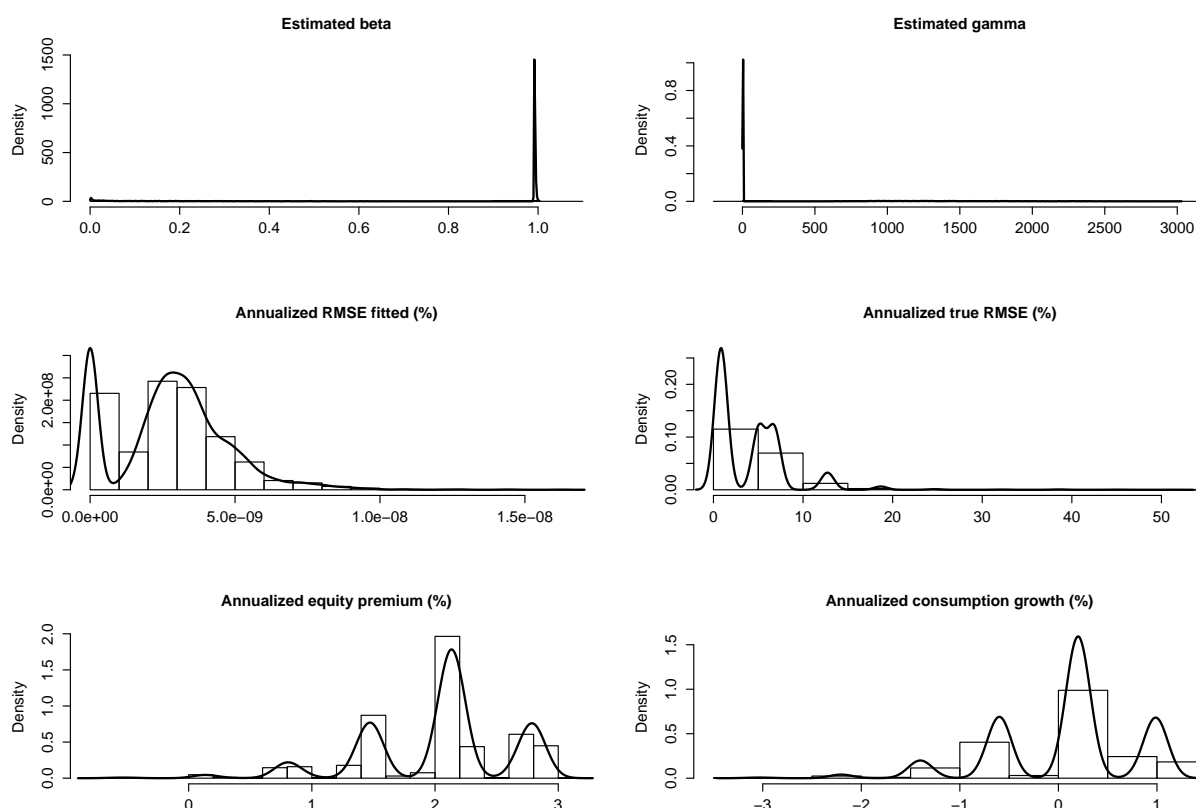 Estimated beta
Density
0 500 1000 1500
0.0 0.2 0.4 0.6 0.8 1.0
Estimated gamma
Density
0.0 0.4 0.8
0 500 1000 1500 2000 2500 3000
Annualized RMSE fitted (%)
Density
0.0e+00 2.0e+08
0.0e+00 5.0e−09 1.0e−08 1.5e−08
Annualized true RMSE (%)
Density
0.00 0.10 0.20
0 10 20 30 40 50
Annualized equity premium (%)
Density
0.0 0.5 1.0 1.5 2.0
0 1 2 3
Annualized consumption growth (%)
Density
0.0 0.5 1.0 1.5
−3 −2 −1 0 1